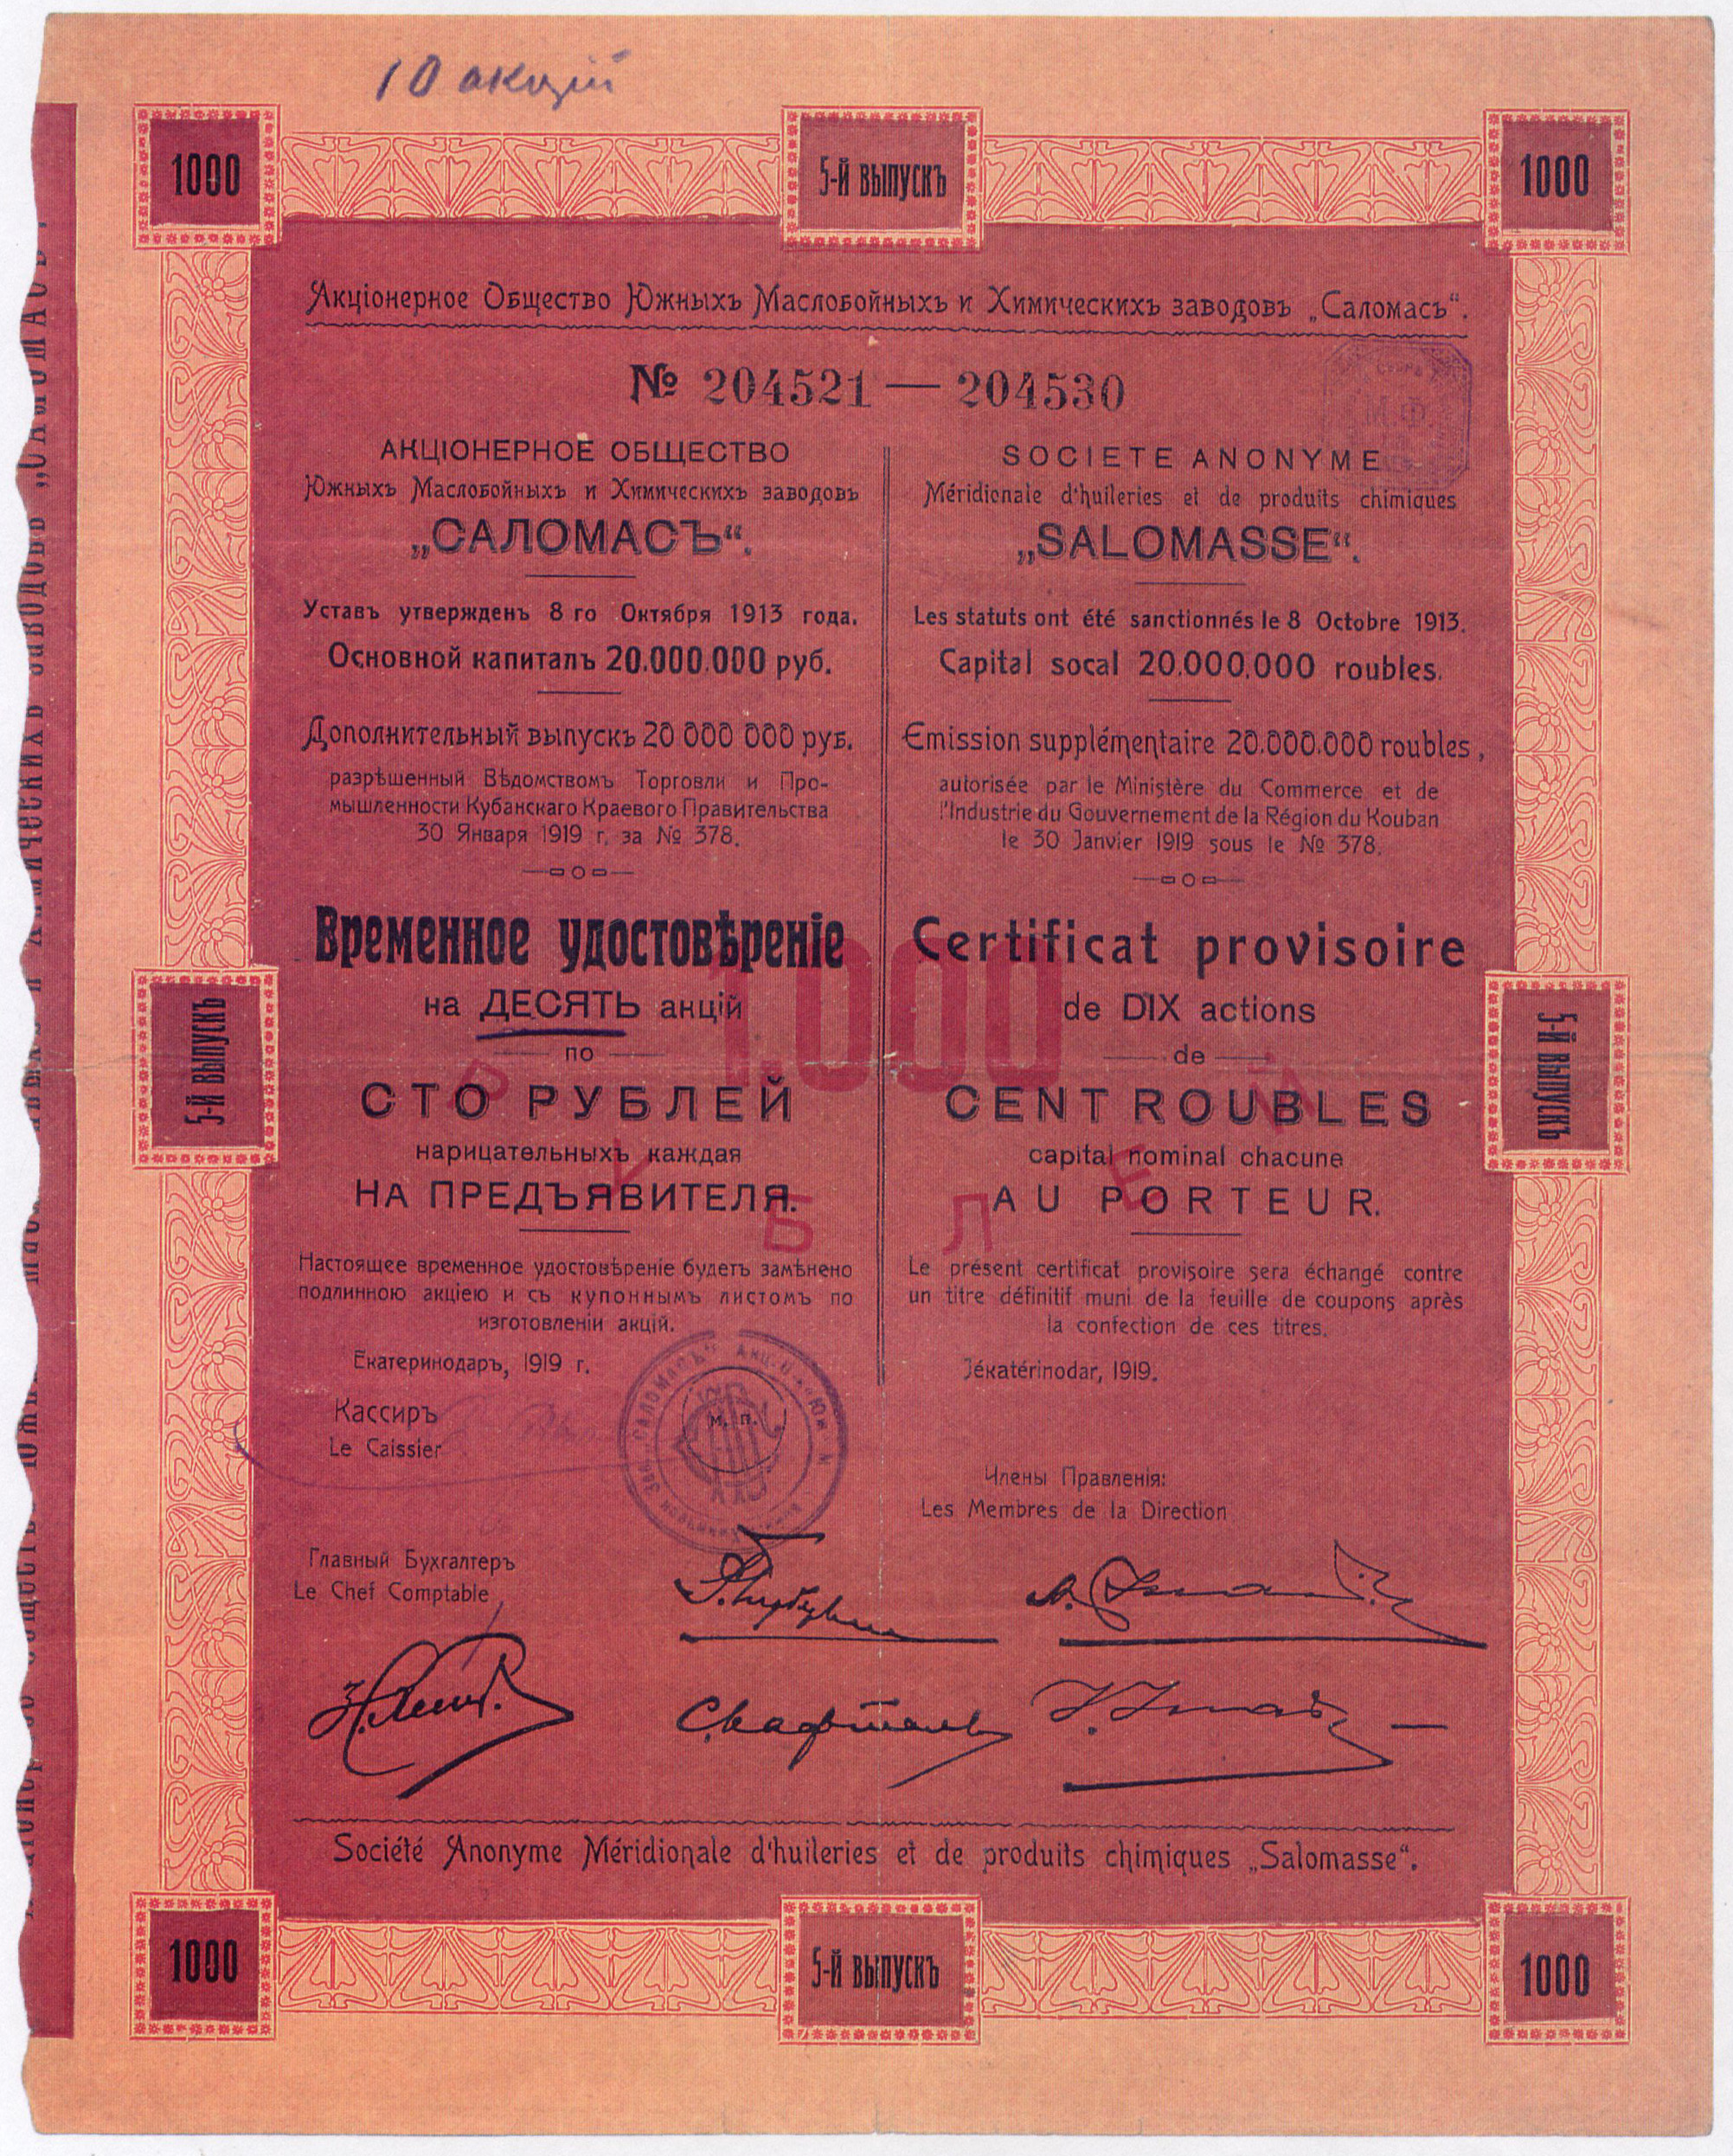 10 акцій
1000
5-й выпускъ
1000
Акціонерное Общество Южныхъ Маслобойныхъ и Химическихъ заводовъ „Саломасъ“.
№ 204521 — 204530
АКЦІОНЕРНОЕ ОБЩЕСТВО
Южныхъ Маслобойныхъ и Химическихъ заводовъ
„САЛОМАСЪ“.
Уставъ утвержденъ 8 го Октября 1913 года.
Основной капиталъ 20.000.000 руб.
Дополнительный выпускъ 20 000 000 руб.
разрѣшенный Вѣдомствомъ Торговли и Про-
мышленности Кубанскаго Краевого Правительства
30 Января 1919 г, за № 378.
Временное удостовѣреніе
на ДЕСЯТЬ акцій
по
СТО РУБЛЕЙ
нарицательныхъ каждая
НА ПРЕДЪЯВИТЕЛЯ.
Настоящее временное удостовѣреніе будетъ замѣнено
подлинною акціею и съ купоннымъ листомъ по
изготовленіи акцій.
Екатеринодаръ, 1919 г.
SOCIETE ANONYME
Méridionale d'huileries et de produits chimiques
„SALOMASSE“.
Les statuts ont été sanctionnés le 8 Octobre 1913.
Capital socal 20.000.000 roubles.
Emission supplémentaire 20.000.000 roubles,
autorisée par le Ministère du Commerce et de
l'Industrie du Gouvernement de la Région du Kouban
le 30 Janvier 1919 sous le № 378.
Certificat provisoire
de DIX actions
de
CENT ROUBLES
capital nominal chacune
AU PORTEUR.
Le présent certificat provisoire sera échangé contre
un titre définitif muni de la feuille de coupons après
la confection de ces titres.
Jékatérinodar, 1919.
1.000
РУБЛЕЙ
5-й выпускъ
5-й выпускъ
Кассиръ
Le Caissier
м. п.
Члены Правленія:
Les Membres de la Direction
Главный Бухгалтеръ
Le Chef Comptable
Société Anonyme Méridionale d'huileries et de produits chimiques „Salomasse“.
1000
5-й выпускъ
1000